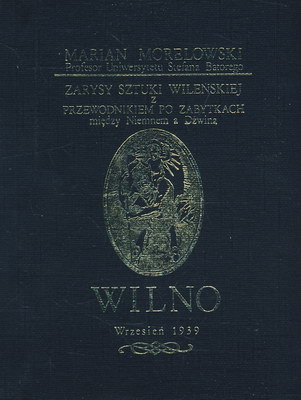 MARIAN MORELOWSKI
Profesor Uniwersytetu Stefana Batorego
ZARYSY SZTUKI WILEŃSKIEJ
z
PRZEWODNIKIEM PO ZABYTKACH
między Niemnem a Dźwiną
WILNO
Wrzesień 1939